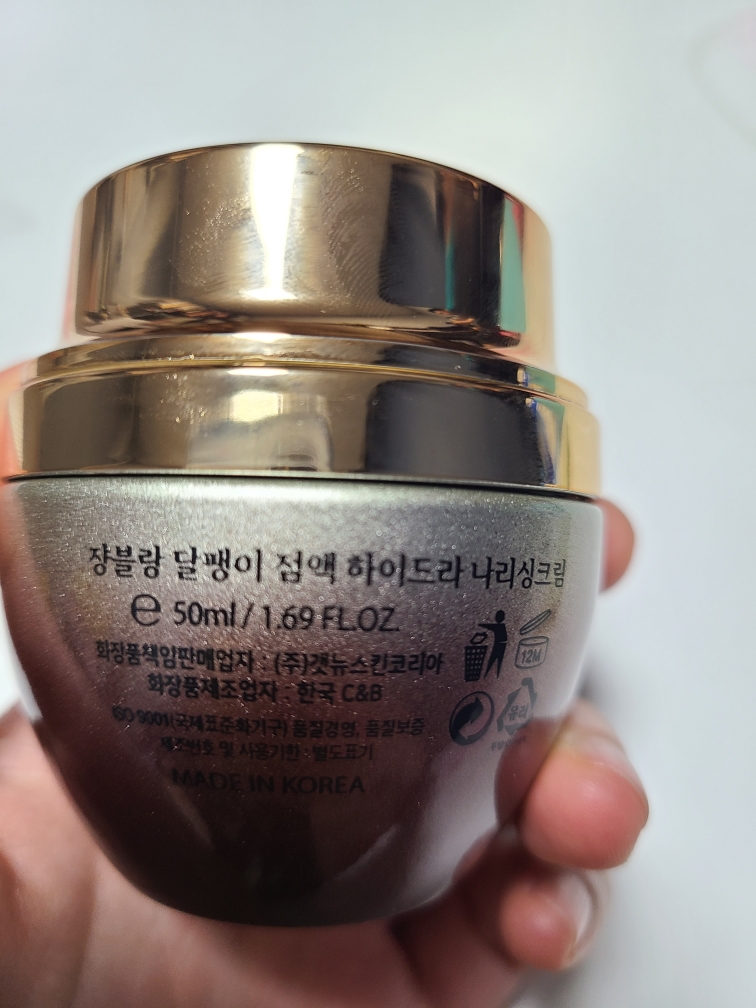 쟝블랑 달팽이 점액 하이드라 나리싱크림
e 50ml / 1.69 FL.OZ.
화장품책임판매업자 : (주)갯뉴스킨코리아
화장품제조업자 : 한국 C&B
ISO 9001(국제표준화기구) 품질경영, 품질보증
제조번호 및 사용기한 : 별도표기
MADE IN KOREA
12M
유리